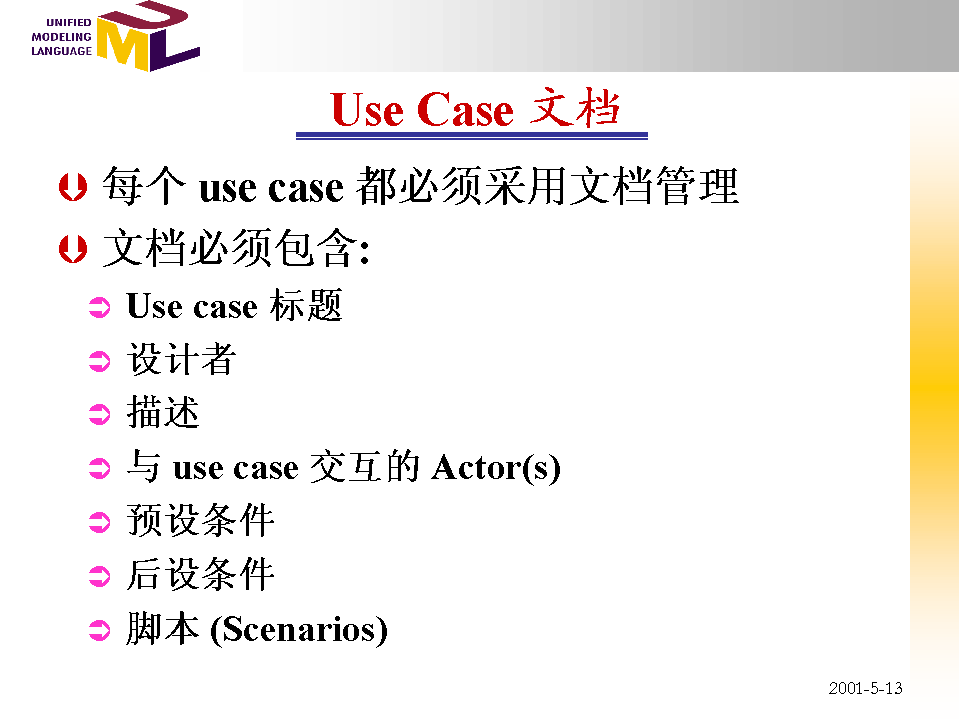 UNIFIED
MODELING
LANGUAGE
UML
Use Case 文档
每个 use case 都必须采用文档管理
文档必须包含:
Use case 标题
设计者
描述
与 use case 交互的 Actor(s)
预设条件
后设条件
脚本 (Scenarios)
2001-5-13